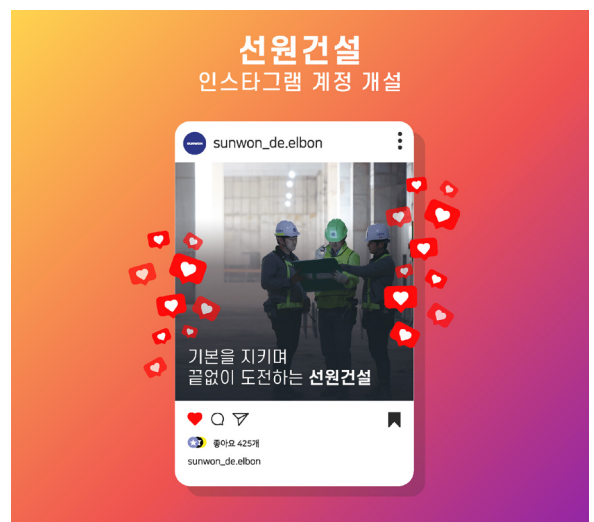 선원건설
인스타그램 계정 개설
sunwon
sunwon_de.elbon
기본을 지키며
끝없이 도전하는 선원건설
좋아요 425개
sunwon_de.elbon